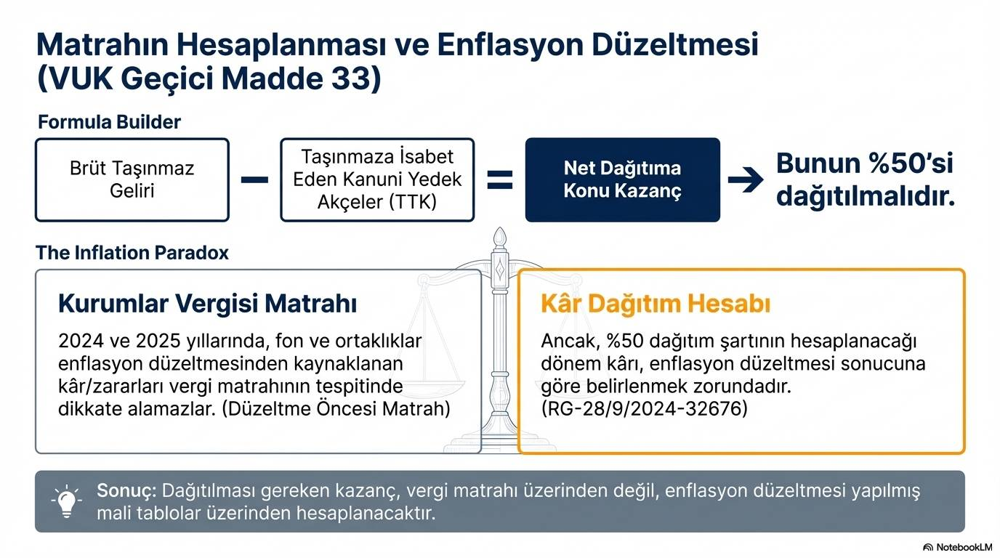 Matrahın Hesaplanması ve Enflasyon Düzeltmesi
(VUK Geçici Madde 33)
Formula Builder
Brüt Taşınmaz
Geliri
−
Taşınmaza İsabet
Eden Kanuni Yedek
Akçeler (TTK)
=
Net Dağıtıma
Konu Kazanç
→
Bunun %50’si
dağıtılmalıdır.
The Inflation Paradox
Kurumlar Vergisi Matrahı
2024 ve 2025 yıllarında, fon ve ortaklıklar
enflasyon düzeltmesinden kaynaklanan
kâr/zararları vergi matrahının tespitinde
dikkate alamazlar. (Düzeltme Öncesi Matrah)
Kâr Dağıtım Hesabı
Ancak, %50 dağıtım şartının hesaplanacağı
dönem kârı, enflasyon düzeltmesi sonucuna
göre belirlenmek zorundadır.
(RG-28/9/2024-32676)
Sonuç: Dağıtılması gereken kazanç, vergi matrahı üzerinden değil, enflasyon düzeltmesi yapılmış
mali tablolar üzerinden hesaplanacaktır.
NotebookLM